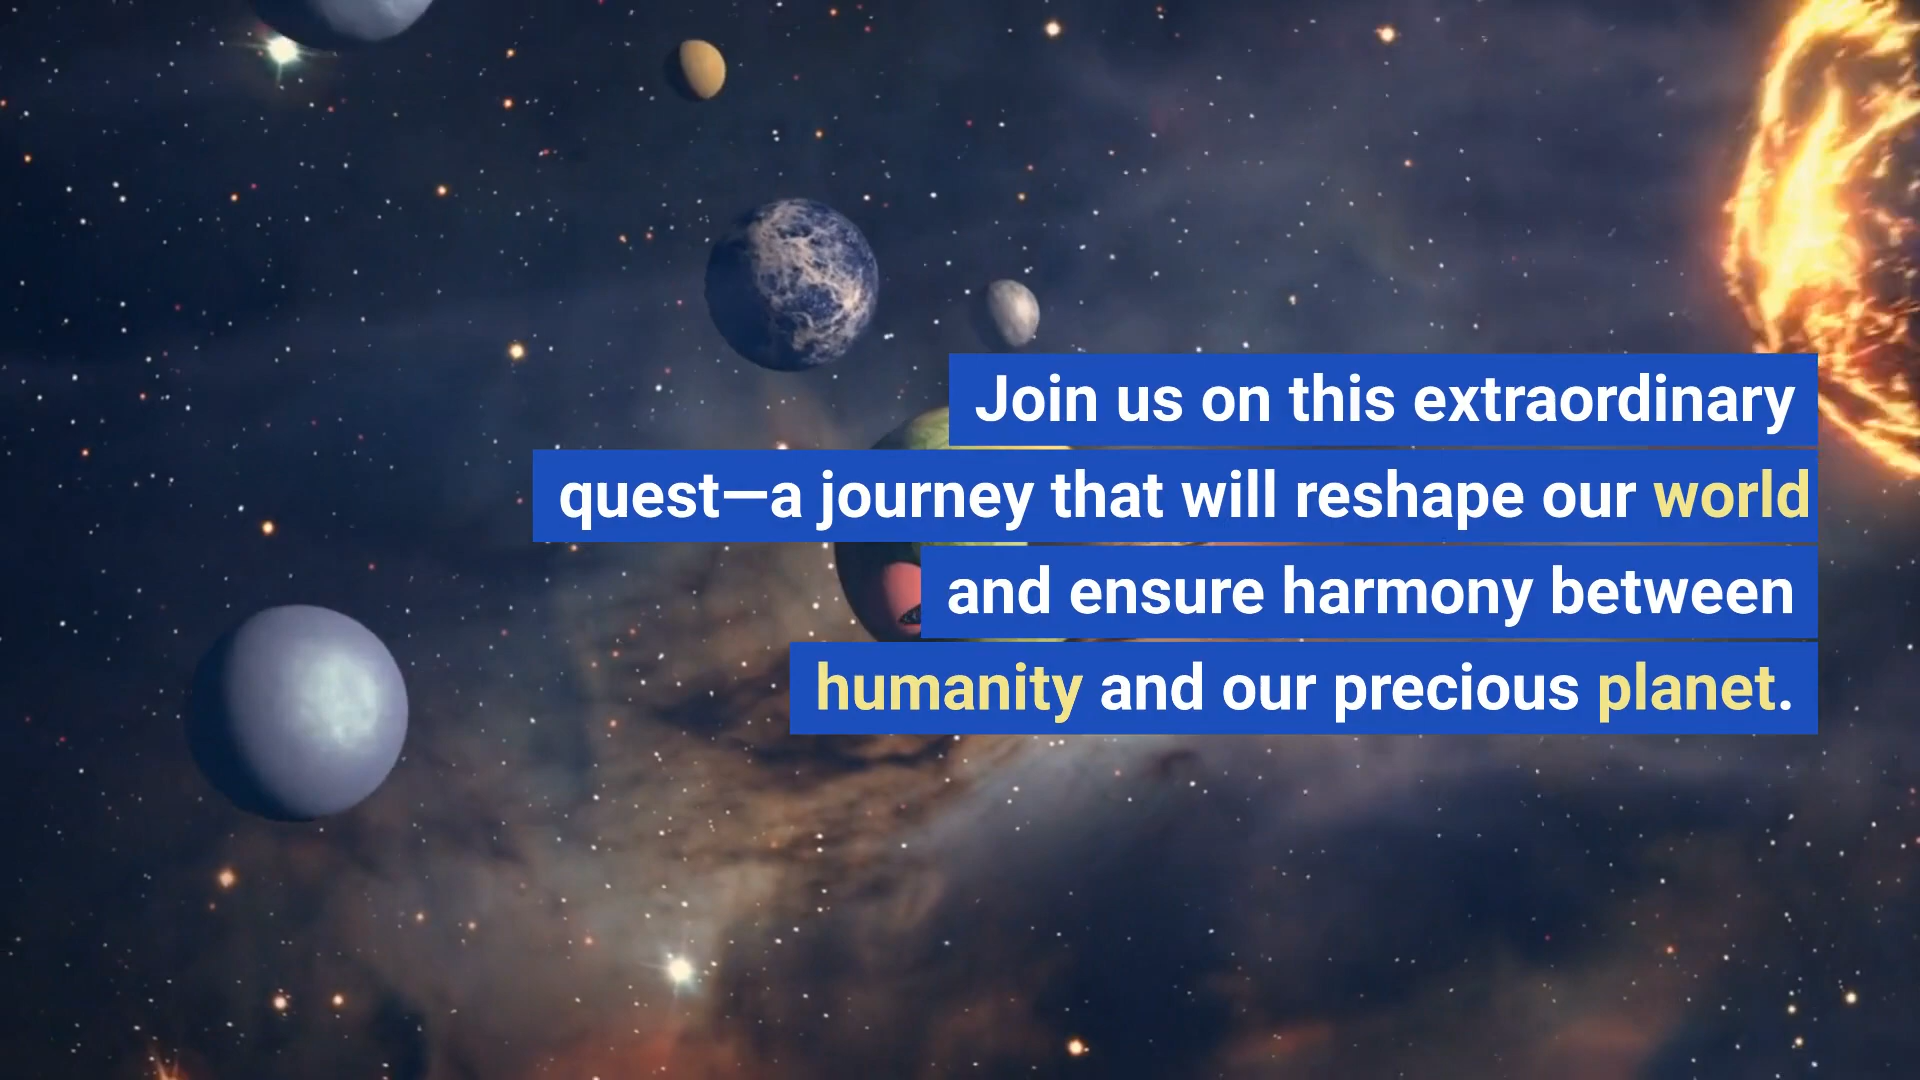 Join us on this extraordinary
quest—a journey that will reshape our world
and ensure harmony between
humanity and our precious planet.